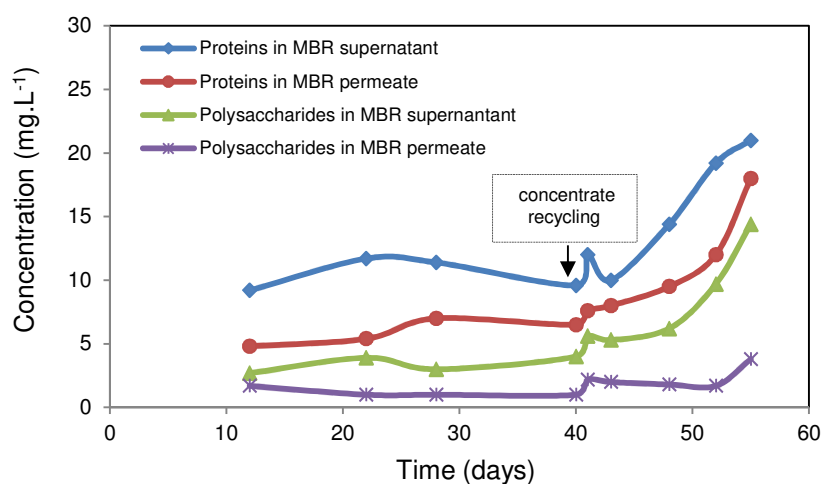 30
25
20
15
10
5
0
Concentration (mg.L-1)
Proteins in MBR supernatant
Proteins in MBR permeate
Polysaccharides in MBR supernantant
Polysaccharides in MBR permeate
concentrate
recycling
0 10 20 30 40 50 60
Time (days)